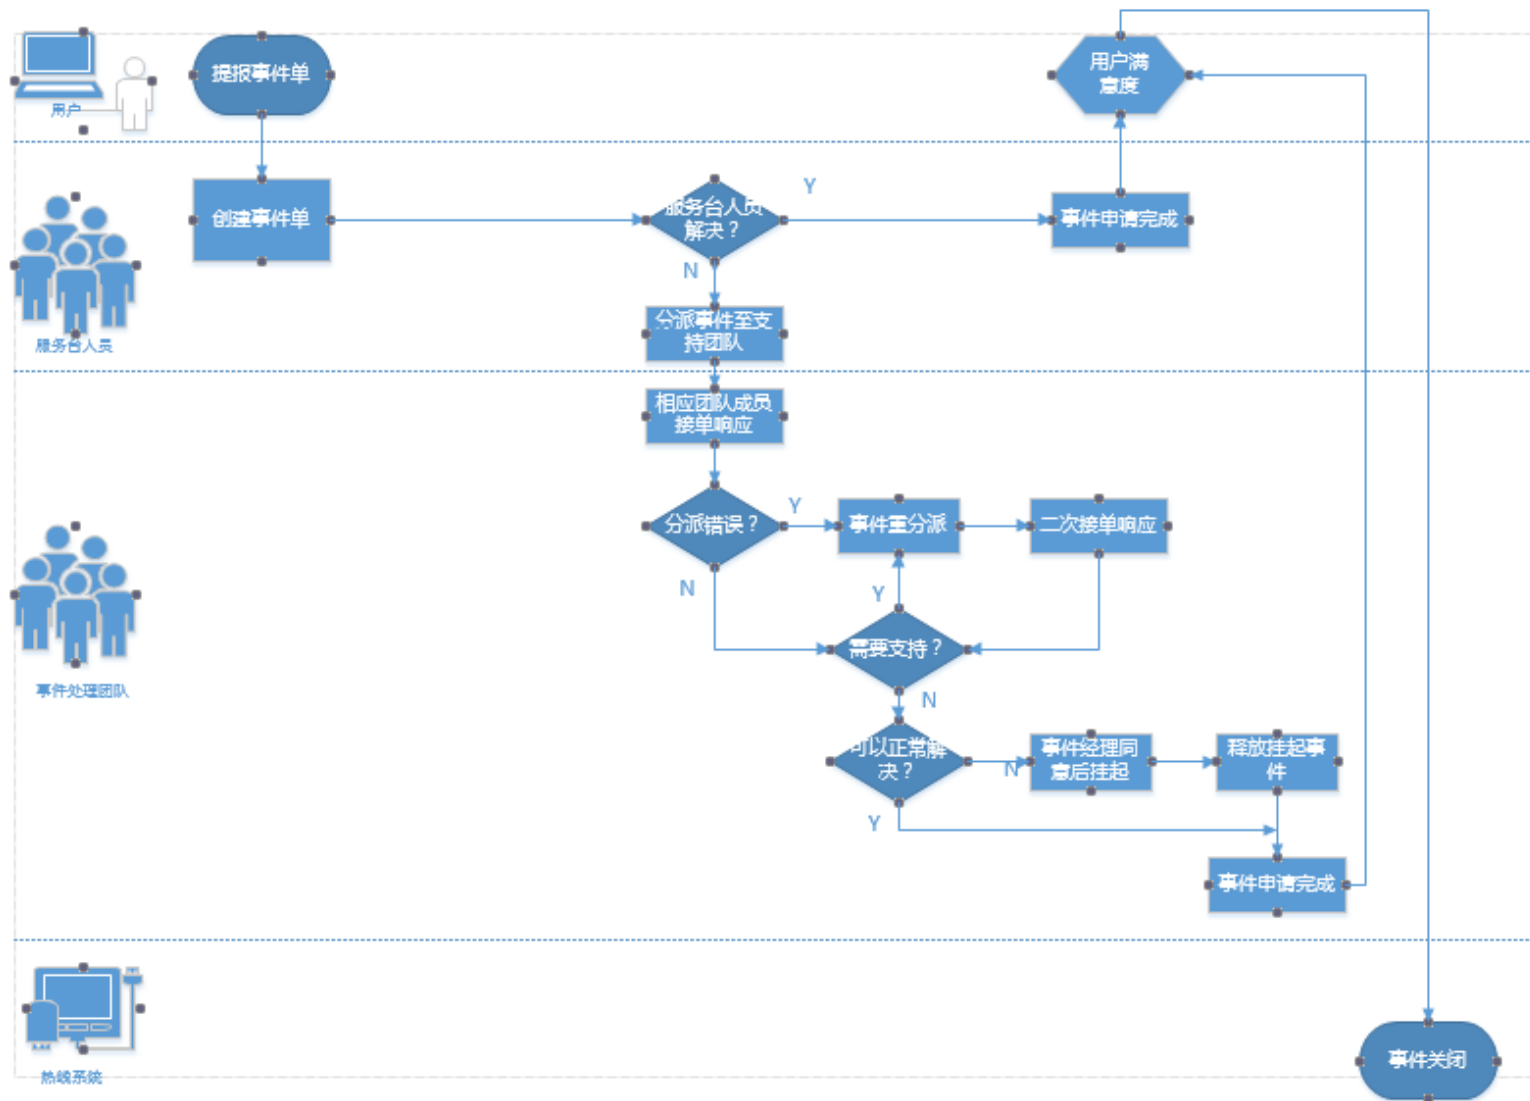 提报事件单
用户满
意度
用户
创建事件单
服务台人员
解决？
Y
事件申请完成
N
分派事件至支
持团队
服务台人员
相应团队成员
接单响应
分派错误？
Y
事件重分派
二次接单响应
N
Y
需要支持？
N
事件处理团队
可以正常解
决？
N
事件经理同
意后挂起
释放挂起事
件
Y
事件申请完成
热线系统
事件关闭